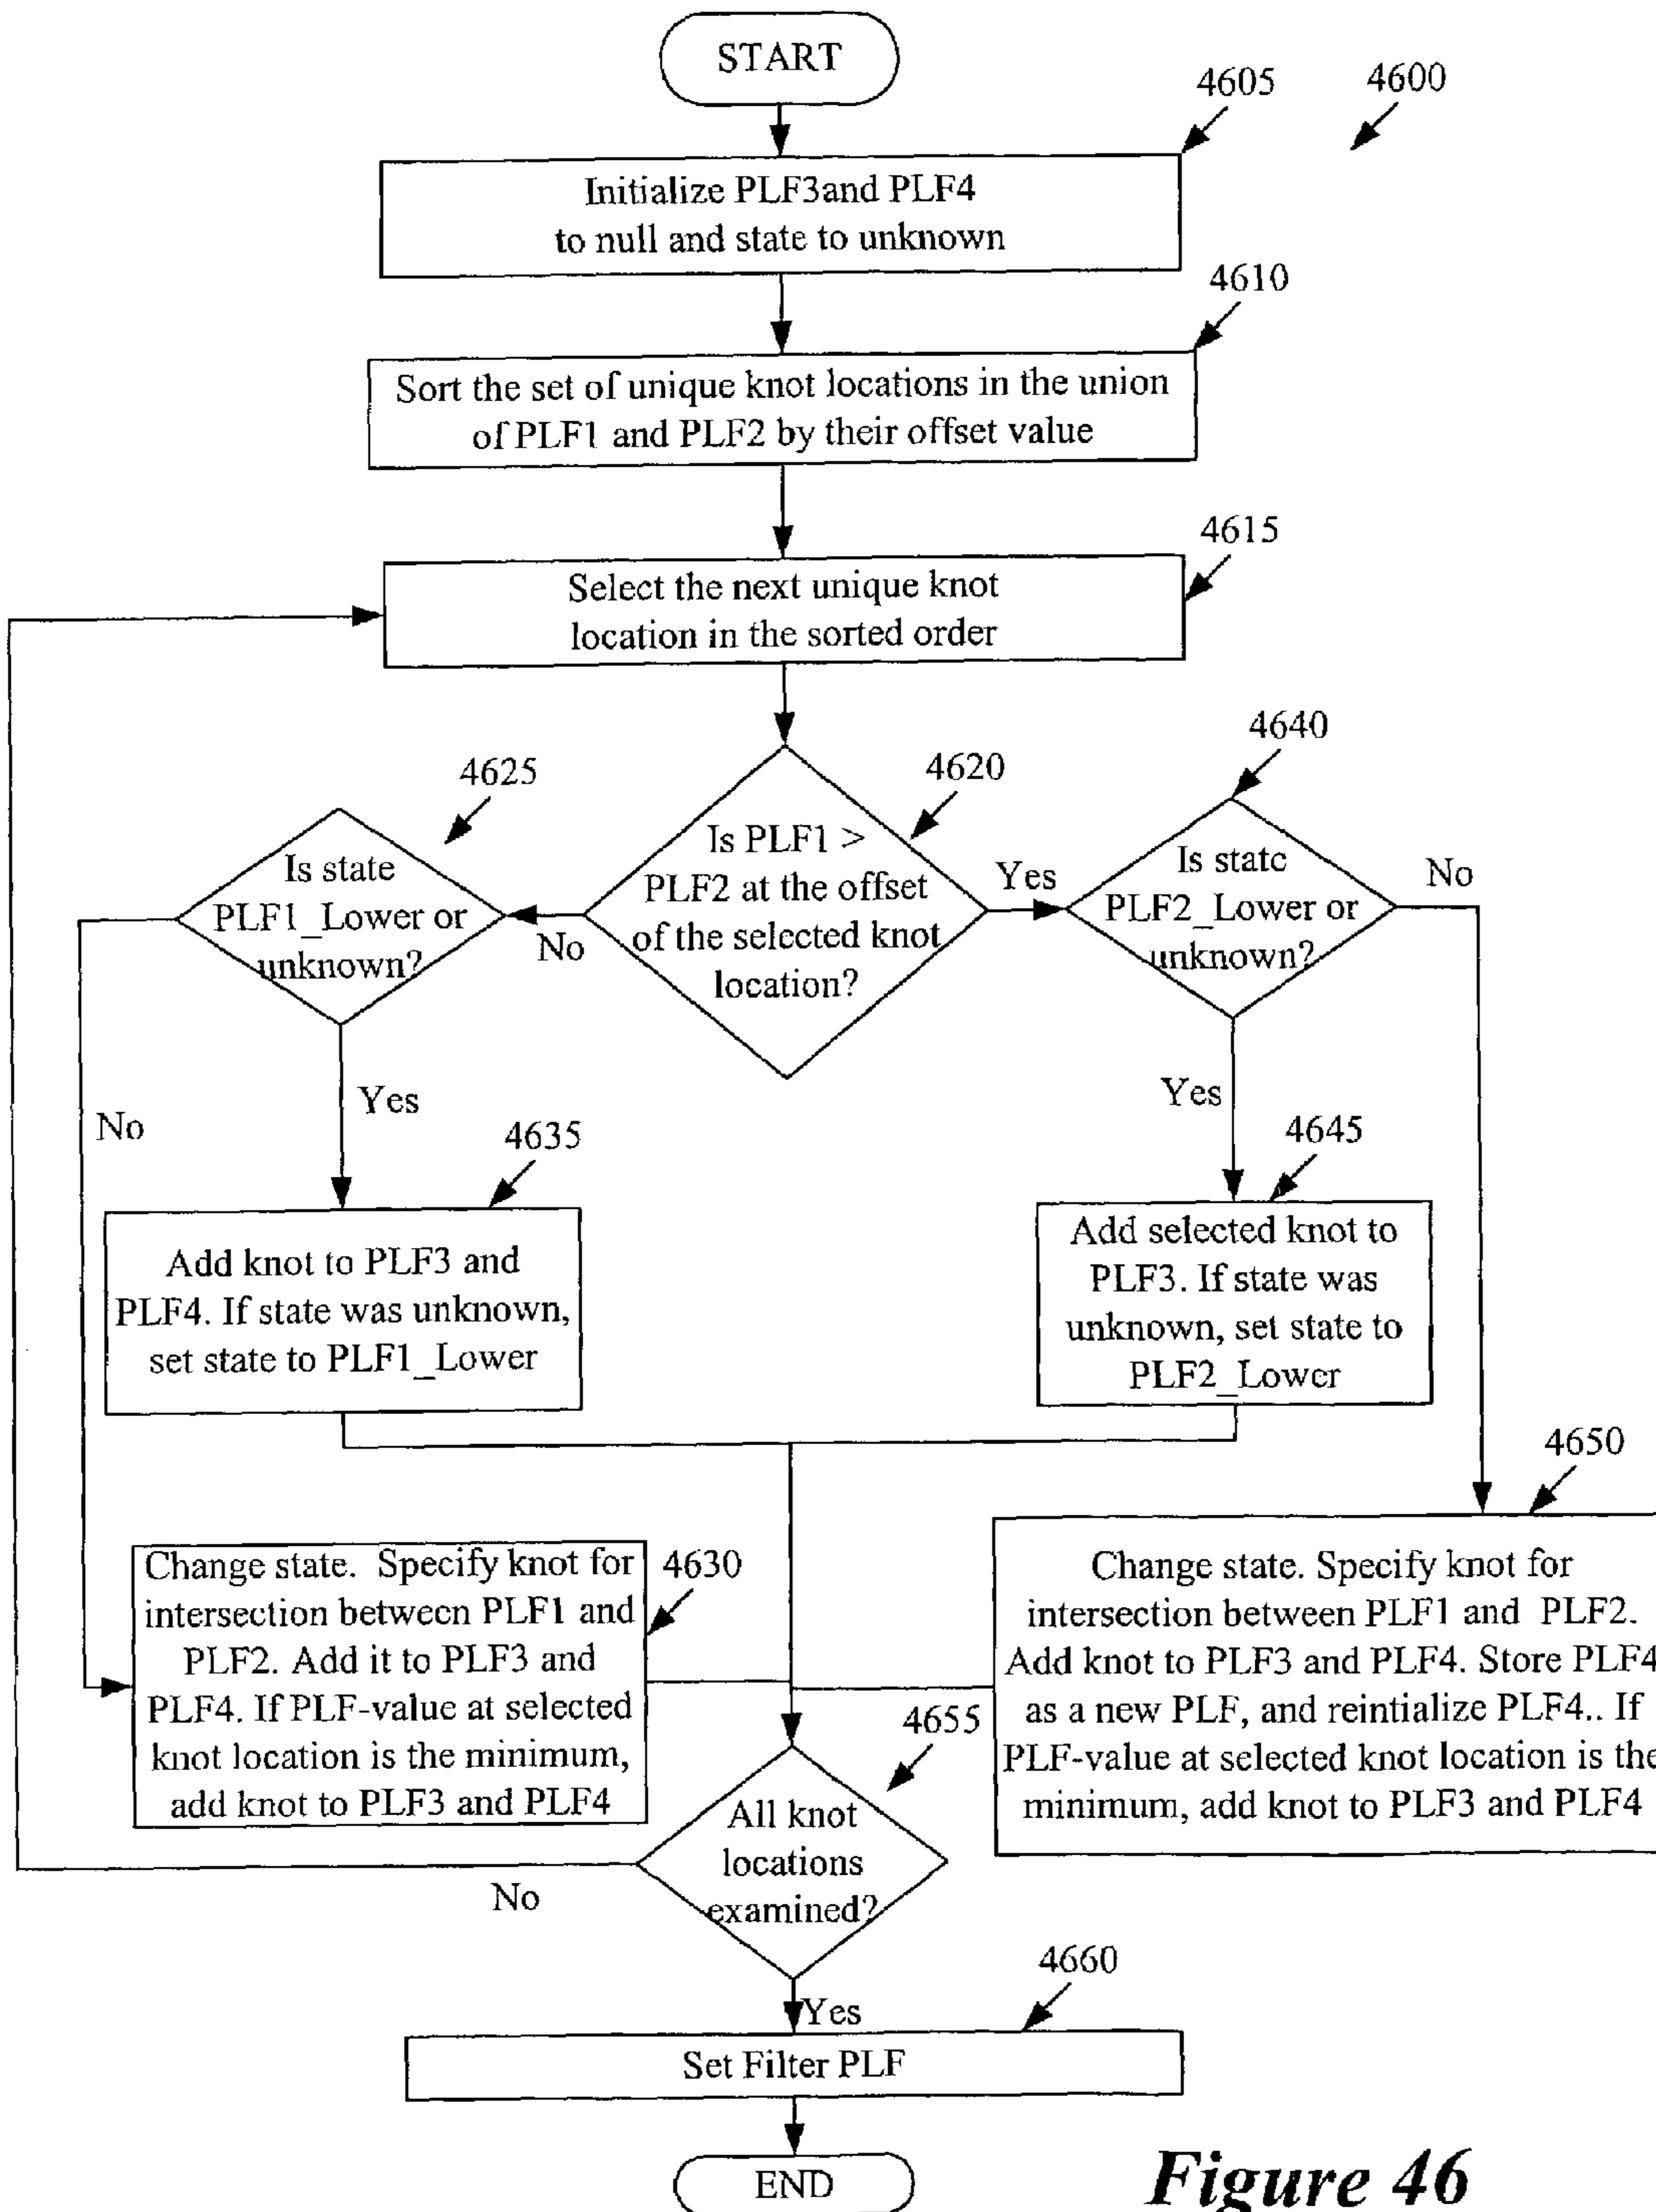 START
4605
4600
Initialize PLF3and PLF4
to null and state to unknown
4610
Sort the set of unique knot locations in the union
of PLF1 and PLF2 by their offset value
4615
Select the next unique knot
location in the sorted order
4625
4620
4640
Is state
PLF1_Lower or
unknown?
No
Is PLF1 >
PLF2 at the offset
of the selected knot
location?
Yes
Is state
PLF2_Lower or
unknown?
No
No
Yes
Yes
4635
4645
Add knot to PLF3 and
PLF4. If state was unknown,
set state to PLF1_Lower
Add selected knot to
PLF3. If state was
unknown, set state to
PLF2_Lower
4650
Change state. Specify knot for
intersection between PLF1 and
PLF2. Add it to PLF3 and
PLF4. If PLF-value at selected
knot location is the minimum,
add knot to PLF3 and PLF4
4630
Change state. Specify knot for
intersection between PLF1 and PLF2.
Add knot to PLF3 and PLF4. Store PLF4
as a new PLF, and reintialize PLF4.. If
PLF-value at selected knot location is the
minimum, add knot to PLF3 and PLF4
4655
All knot
locations
examined?
No
Yes
4660
Set Filter PLF
END
Figure 46